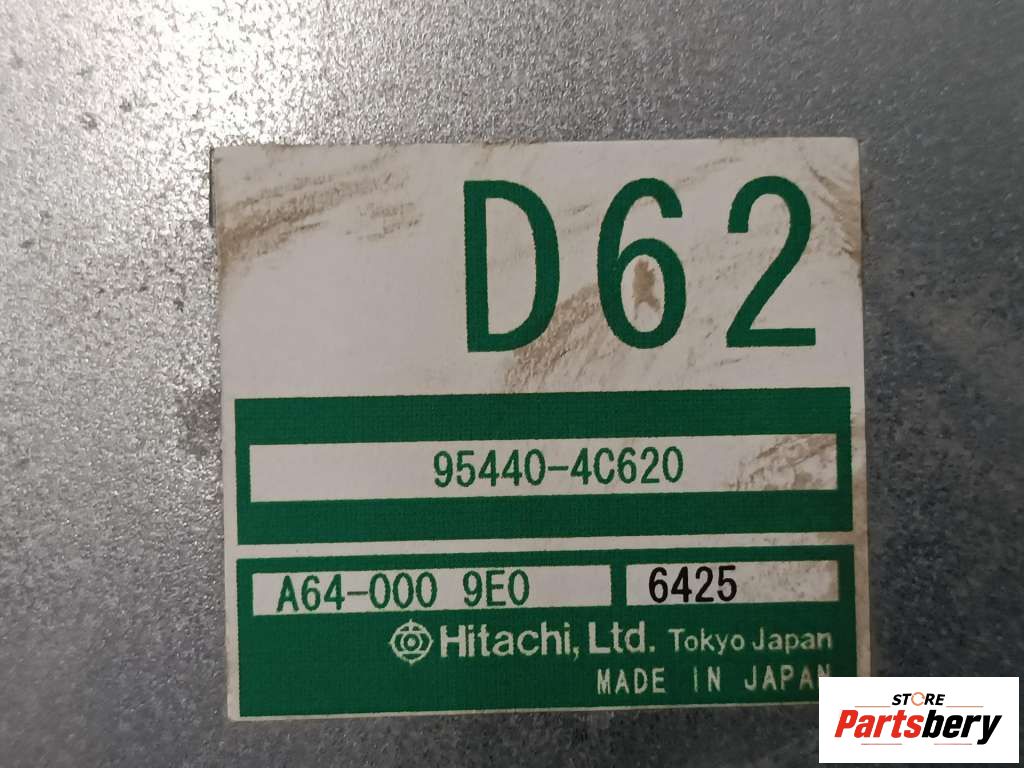 D62
95440-4C620
A64-000 9E0 6425
Hitachi, Ltd. Tokyo Japan
MADE IN JAPAN
STORE
Partsbery